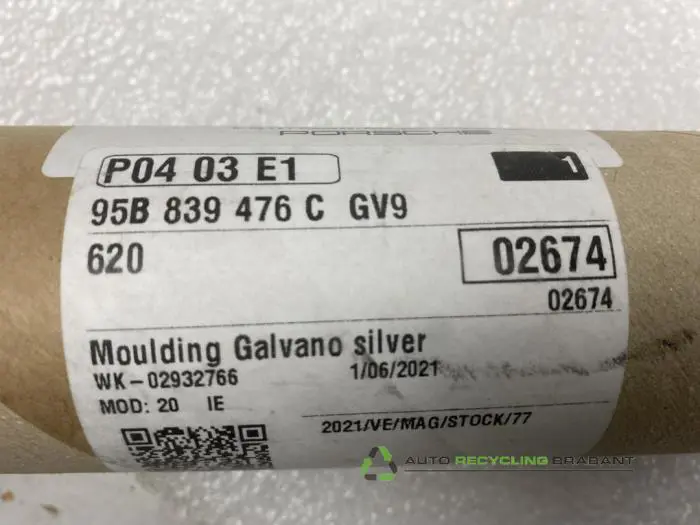 PORSCHE
P04 03 E1
1
95B 839 476 C GV9
620
02674
02674
Moulding Galvano silver
WK-02932766 1/06/2021
MOD: 20 IE
2021/VE/MAG/STOCK/77
AUTO RECYCLING BRABANT